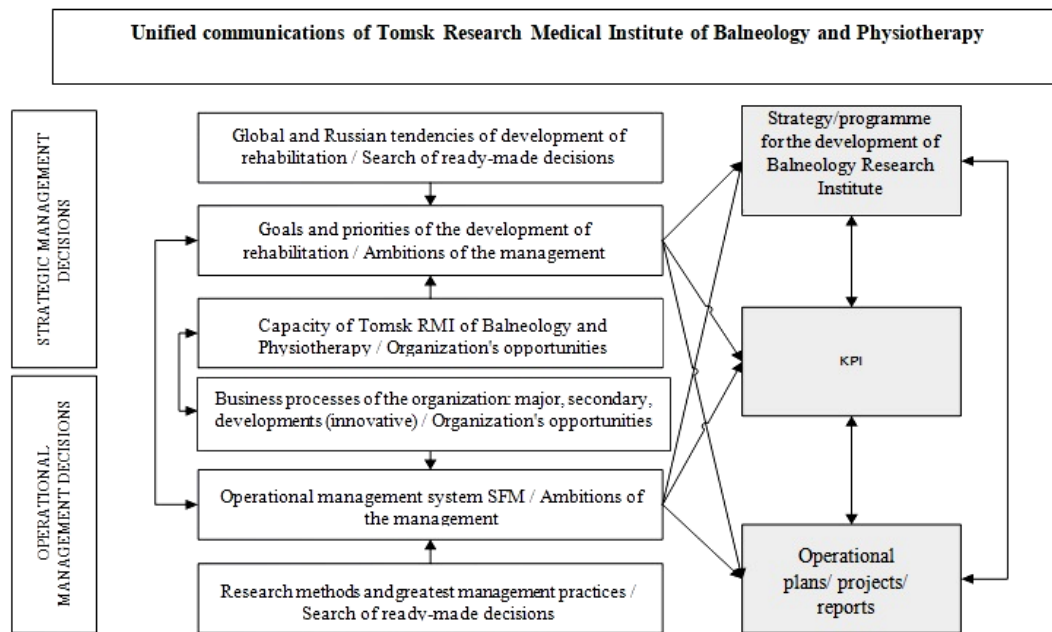 Unified communications of Tomsk Research Medical Institute of Balneology and Physiotherapy
STRATEGIC MANAGEMENT
DECISIONS
Global and Russian tendencies of development of
rehabilitation / Search of ready-made decisions
Goals and priorities of the development of
rehabilitation / Ambitions of the management
Capacity of Tomsk RMI of Balneology and
Physiotherapy / Organization's opportunities
OPERATIONAL
MANAGEMENT DECISIONS
Business processes of the organization: major, secondary,
developments (innovative) / Organization's opportunities
Operational management system SFM / Ambitions of
the management
Research methods and greatest management practices /
Search of ready-made decisions
Strategy/programme
for the development of
Balneology Research
Institute
KPI
Operational
plans/ projects/
reports